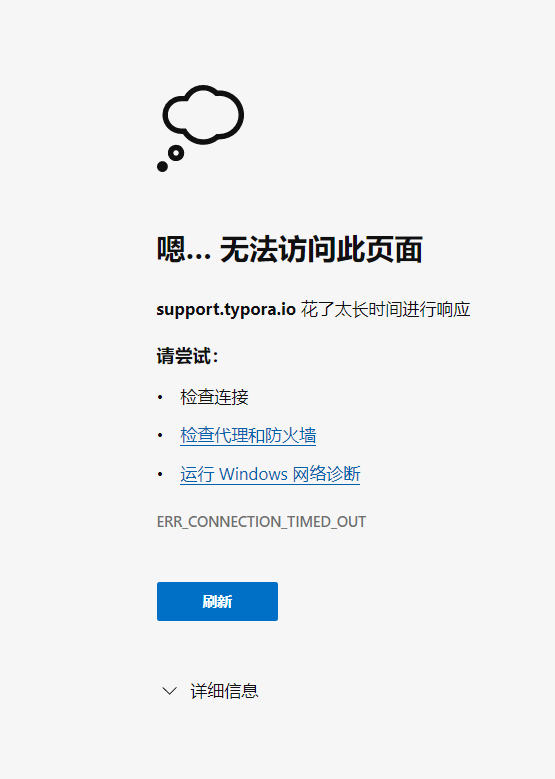 嗯… 无法访问此页面
support.typora.io 花了太长时间进行响应
请尝试：
• 检查连接
• 检查代理和防火墙
• 运行 Windows 网络诊断
ERR_CONNECTION_TIMED_OUT
刷新
详细信息